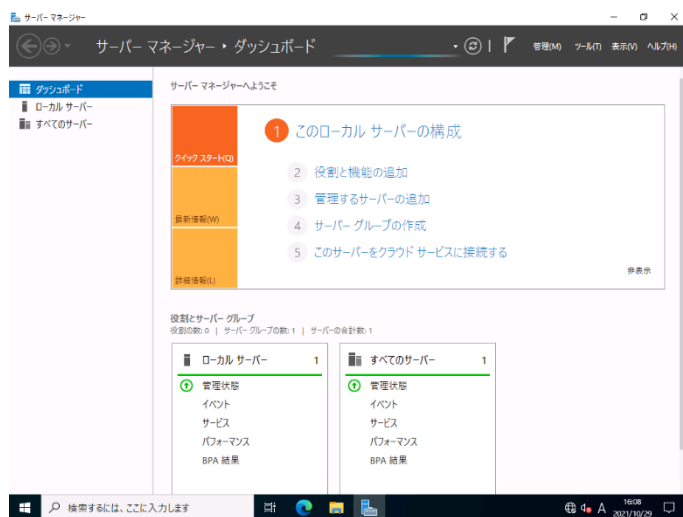 サーバー マネージャー
サーバー マネージャー・ダッシュボード
管理(M) ツール(T) 表示(V) ヘルプ(H)
ダッシュボード
ローカル サーバー
すべてのサーバー
サーバー マネージャーへようこそ
クイック スタート(Q)
最新情報(W)
詳細情報(L)
1 このローカル サーバーの構成
2 役割と機能の追加
3 管理するサーバーの追加
4 サーバー グループの作成
5 このサーバーをクラウド サービスに接続する
非表示
役割とサーバー グループ
役割の数: 0 | サーバー グループの数: 1 | サーバーの合計数: 1
ローカル サーバー 1
管理状態
イベント
サービス
パフォーマンス
BPA 結果
すべてのサーバー 1
管理状態
イベント
サービス
パフォーマンス
BPA 結果
検索するには、ここに入力します
A
16:08
2021/10/29